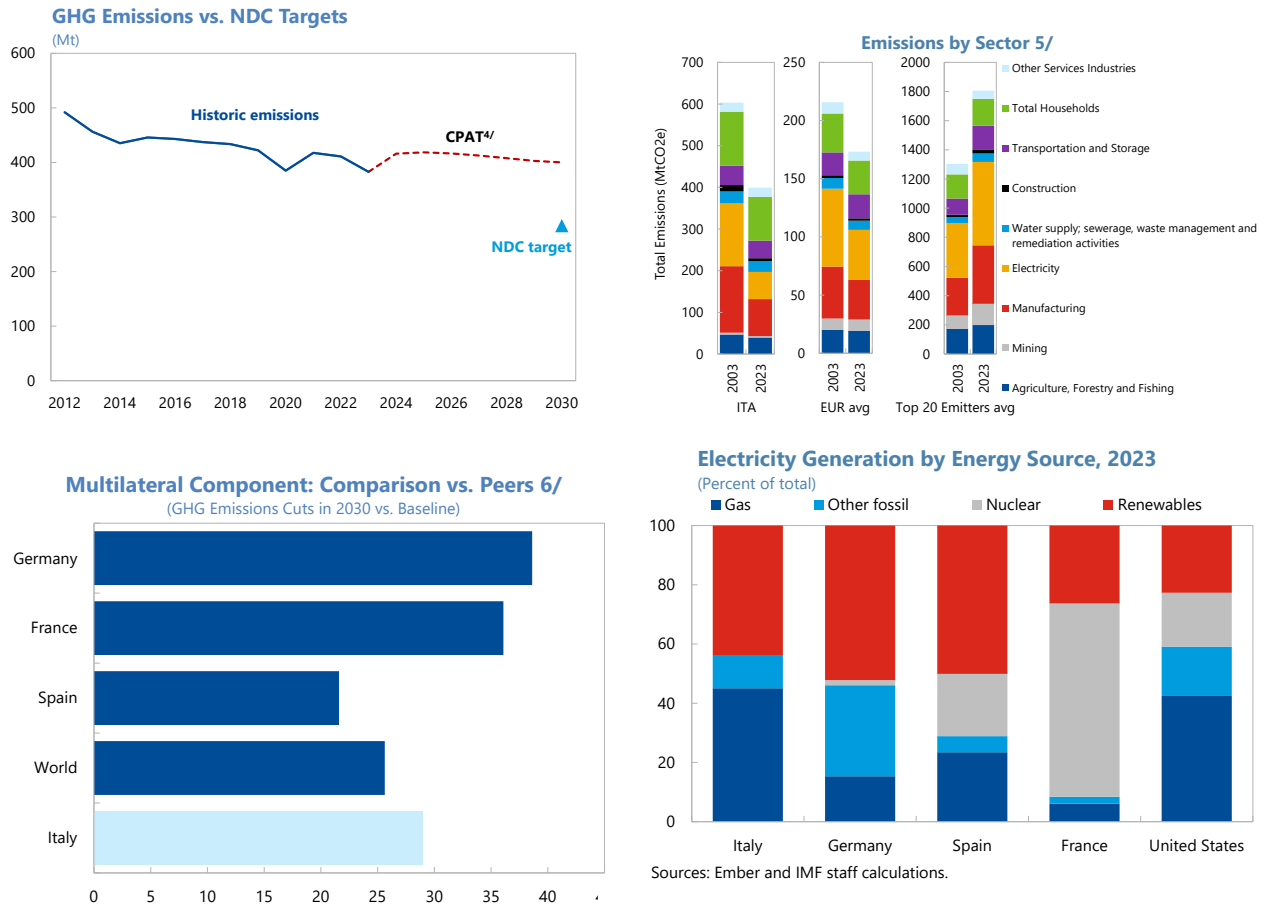 GHG Emissions vs. NDC Targets
(Mt)
600
500
400
300
200
100
0
Historic emissions
CPAT4/
NDC target
2012 2014 2016 2018 2020 2022 2024 2026 2028 2030
Emissions by Sector 5/
Total Emissions (MtCO2e)
700
600
500
400
300
200
100
0
2003 2023
ITA
250
200
150
100
50
0
2003 2023
EUR avg
2000
1800
1600
1400
1200
1000
800
600
400
200
0
2003 2023
Top 20 Emitters avg
Other Services Industries
Total Households
Transportation and Storage
Construction
Water supply; sewerage, waste management and
remediation activities
Electricity
Manufacturing
Mining
Agriculture, Forestry and Fishing
Multilateral Component: Comparison vs. Peers 6/
(GHG Emissions Cuts in 2030 vs. Baseline)
Germany
France
Spain
World
Italy
0 5 10 15 20 25 30 35 40
Electricity Generation by Energy Source, 2023
(Percent of total)
Gas Other fossil Nuclear Renewables
100
80
60
40
20
0
Italy Germany Spain France United States
Sources: Ember and IMF staff calculations.